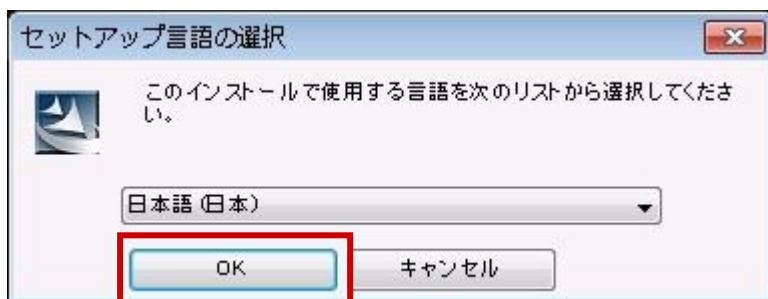 セットアップ言語の選択
このインストールで使用する言語を次のリストから選択してくださ
い。
日本語 (日本)
OK キャンセル